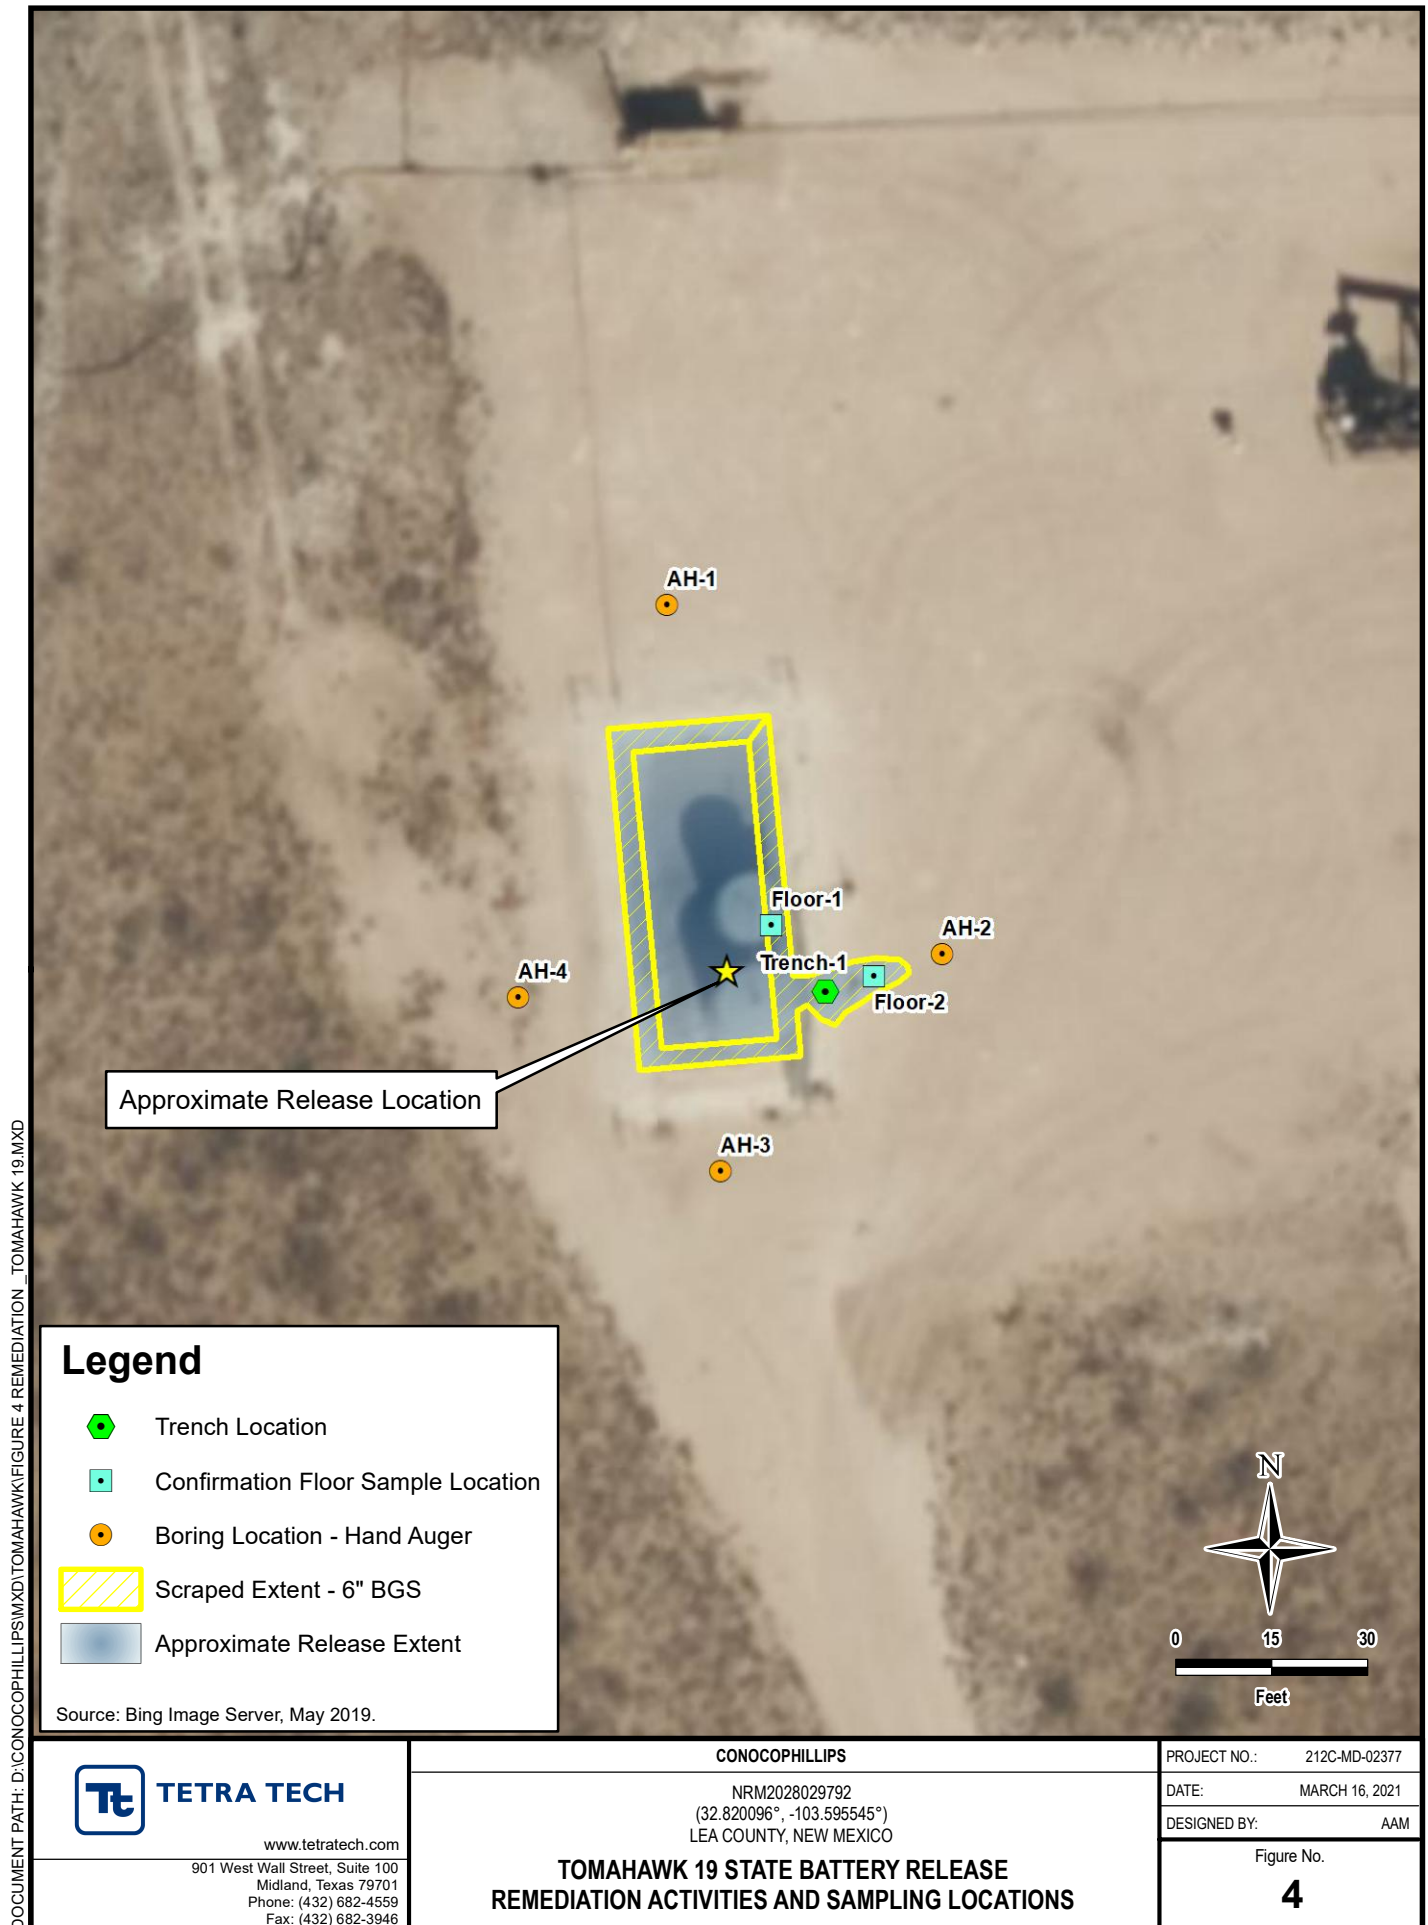 AH-1
Floor-1
AH-2
Trench-1
AH-4
Floor-2
Approximate Release Location
AH-3
Legend
Trench Location
Confirmation Floor Sample Location
Boring Location - Hand Auger
Scraped Extent - 6" BGS
Approximate Release Extent
Source: Bing Image Server, May 2019.
N
0 15 30
Feet
DOCUMENT PATH: D:\CONOCOPHILLIPS\MXD\TOMAHAWK\FIGURE 4 REMEDIATION _TOMAHAWK 19.MXD
Tt TETRA TECH
www.tetratech.com
901 West Wall Street, Suite 100
Midland, Texas 79701
Phone: (432) 682-4559
Fax: (432) 682-3946
CONOCOPHILLIPS
NRM2028029792
(32.820096°, -103.595545°)
LEA COUNTY, NEW MEXICO
TOMAHAWK 19 STATE BATTERY RELEASE
REMEDIATION ACTIVITIES AND SAMPLING LOCATIONS
PROJECT NO.: 212C-MD-02377
DATE: MARCH 16, 2021
DESIGNED BY: AAM
Figure No.
4